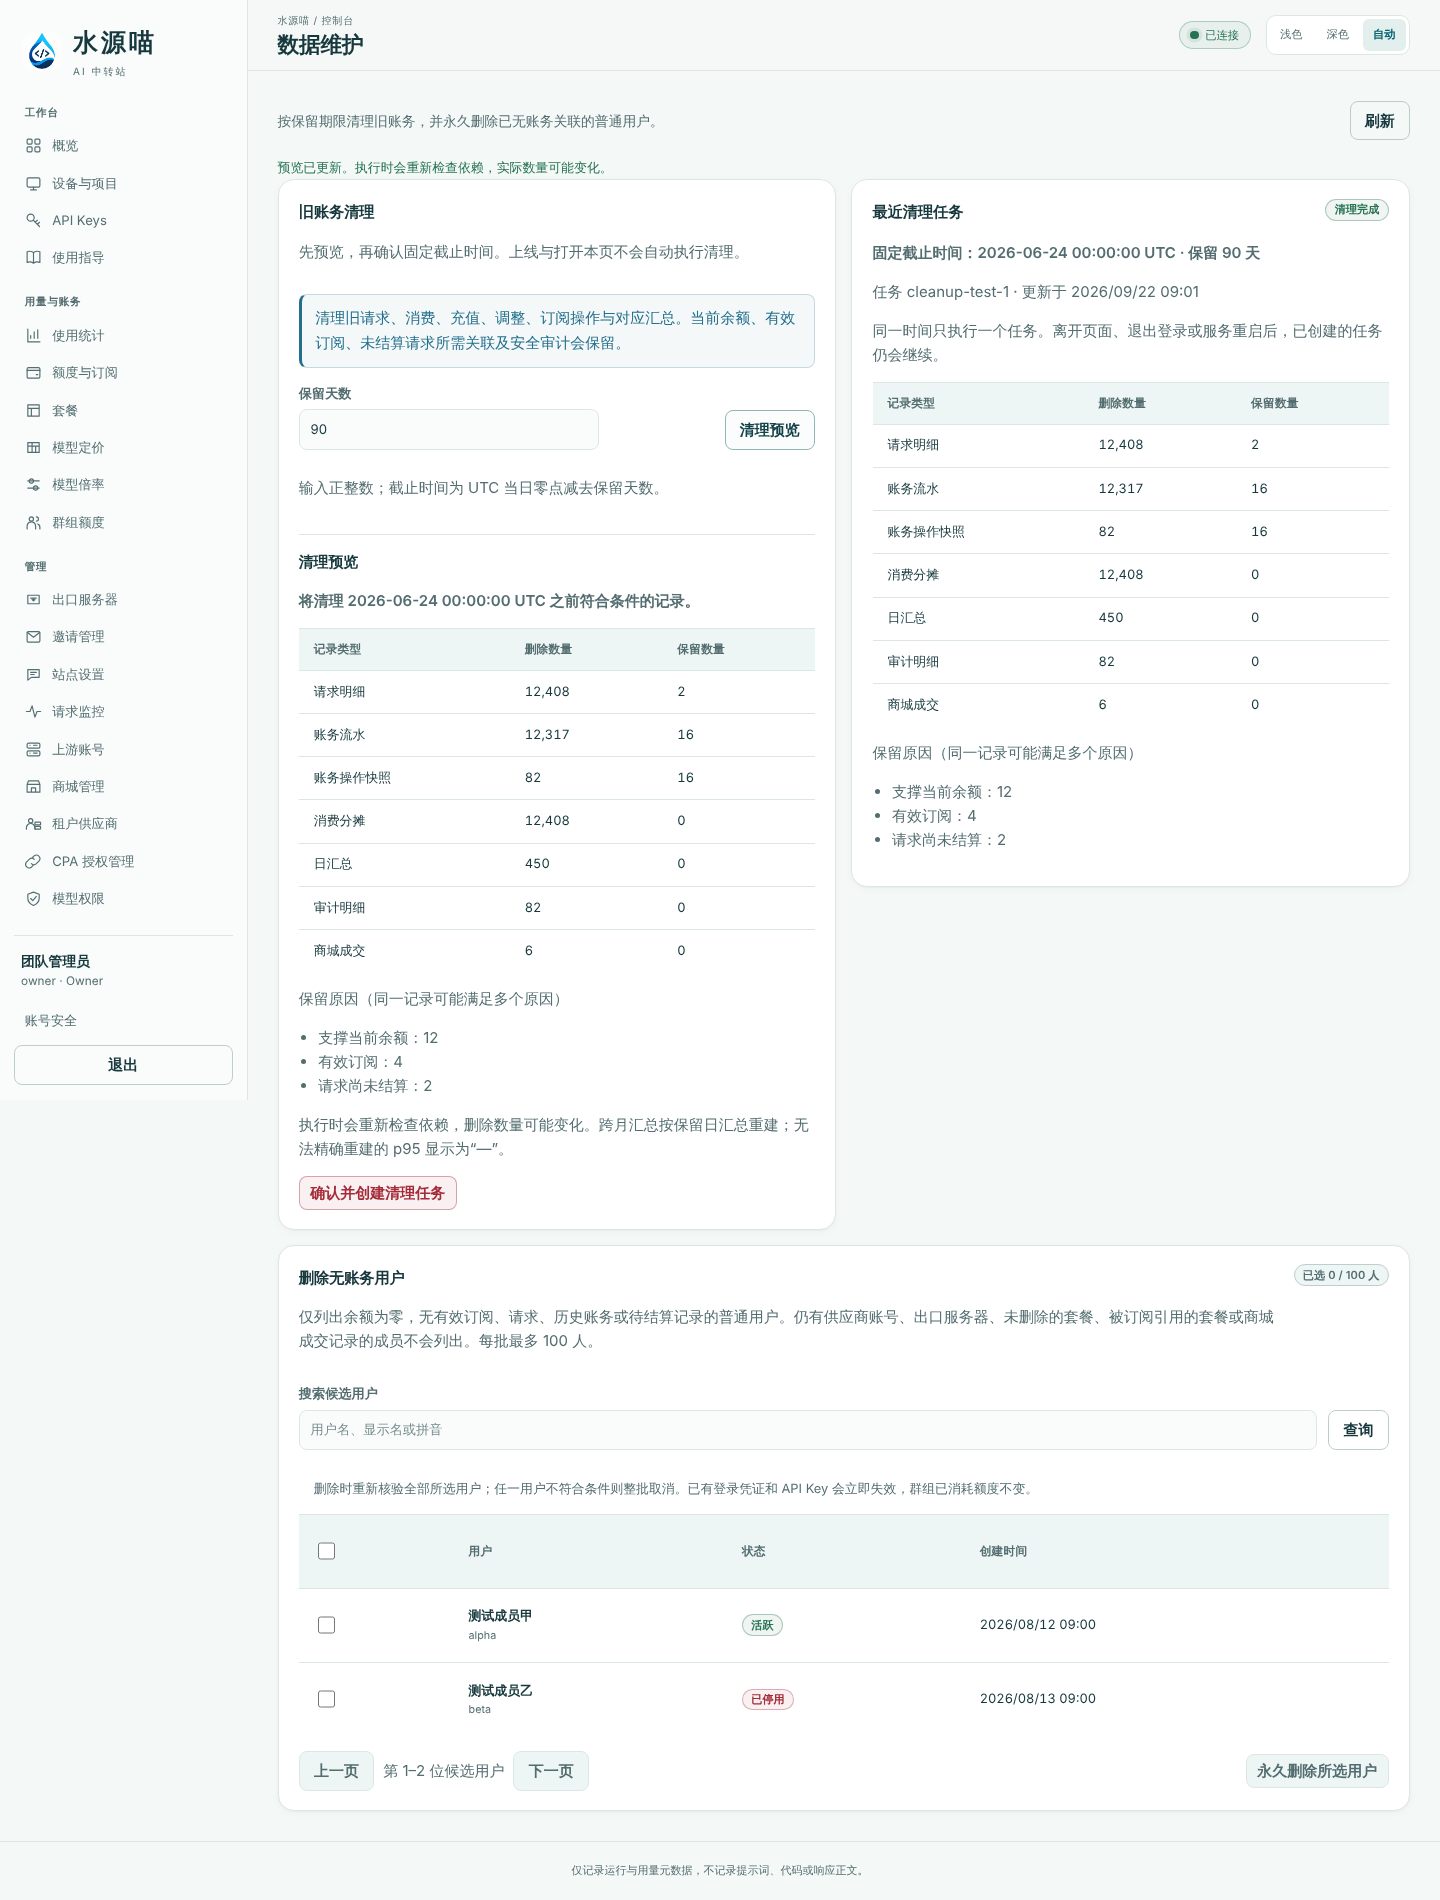 水源喵
AI 中转站
工作台
概览
设备与项目
API Keys
使用指导
用量与账务
使用统计
额度与订阅
套餐
模型定价
模型倍率
群组额度
管理
出口服务器
邀请管理
站点设置
请求监控
上游账号
商城管理
租户供应商
CPA 授权管理
模型权限
团队管理员
owner · Owner
账号安全
退出
水源喵 / 控制台
数据维护
已连接
浅色
深色
自动
按保留期限清理旧账务，并永久删除已无账务关联的普通用户。
刷新
预览已更新。执行时会重新检查依赖，实际数量可能变化。
旧账务清理
先预览，再确认固定截止时间。上线与打开本页不会自动执行清理。
清理旧请求、消费、充值、调整、订阅操作与对应汇总。当前余额、有效
订阅、未结算请求所需关联及安全审计会保留。
保留天数
90
清理预览
输入正整数；截止时间为 UTC 当日零点减去保留天数。
清理预览
将清理 2026-06-24 00:00:00 UTC 之前符合条件的记录。
记录类型 删除数量 保留数量
请求明细 12,408 2
账务流水 12,317 16
账务操作快照 82 16
消费分摊 12,408 0
日汇总 450 0
审计明细 82 0
商城成交 6 0
保留原因（同一记录可能满足多个原因）
• 支撑当前余额：12
• 有效订阅：4
• 请求尚未结算：2
执行时会重新检查依赖，删除数量可能变化。跨月汇总按保留日汇总重建；无
法精确重建的 p95 显示为“—”。
确认并创建清理任务
最近清理任务
清理完成
固定截止时间：2026-06-24 00:00:00 UTC · 保留 90 天
任务 cleanup-test-1 · 更新于 2026/09/22 09:01
同一时间只执行一个任务。离开页面、退出登录或服务重启后，已创建的任务
仍会继续。
记录类型 删除数量 保留数量
请求明细 12,408 2
账务流水 12,317 16
账务操作快照 82 16
消费分摊 12,408 0
日汇总 450 0
审计明细 82 0
商城成交 6 0
保留原因（同一记录可能满足多个原因）
• 支撑当前余额：12
• 有效订阅：4
• 请求尚未结算：2
删除无账务用户
已选 0 / 100 人
仅列出余额为零，无有效订阅、请求、历史账务或待结算记录的普通用户。仍有供应商账号、出口服务器、未删除的套餐、被订阅引用的套餐或商城
成交记录的成员不会列出。每批最多 100 人。
搜索候选用户
用户名、显示名或拼音
查询
删除时重新核验全部所选用户；任一用户不符合条件则整批取消。已有登录凭证和 API Key 会立即失效，群组已消耗额度不变。
用户 状态 创建时间
测试成员甲
alpha
活跃
2026/08/12 09:00
测试成员乙
beta
已停用
2026/08/13 09:00
上一页
第 1–2 位候选用户
下一页
永久删除所选用户
仅记录运行与用量元数据，不记录提示词、代码或响应正文。